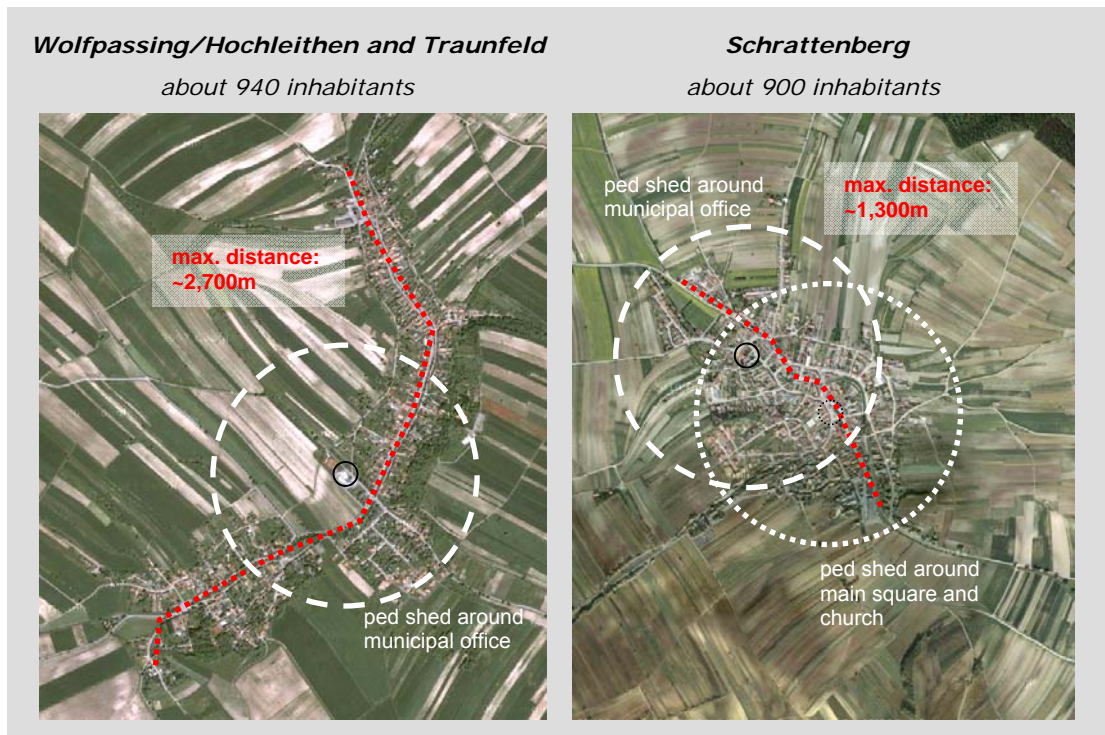 Wolfpassing/Hochleithen and Traunfeld
about 940 inhabitants
max. distance:
~2,700m
ped shed around
municipal office
Schrattenberg
about 900 inhabitants
ped shed around
municipal office
max. distance:
~1,300m
ped shed around
main square and
church